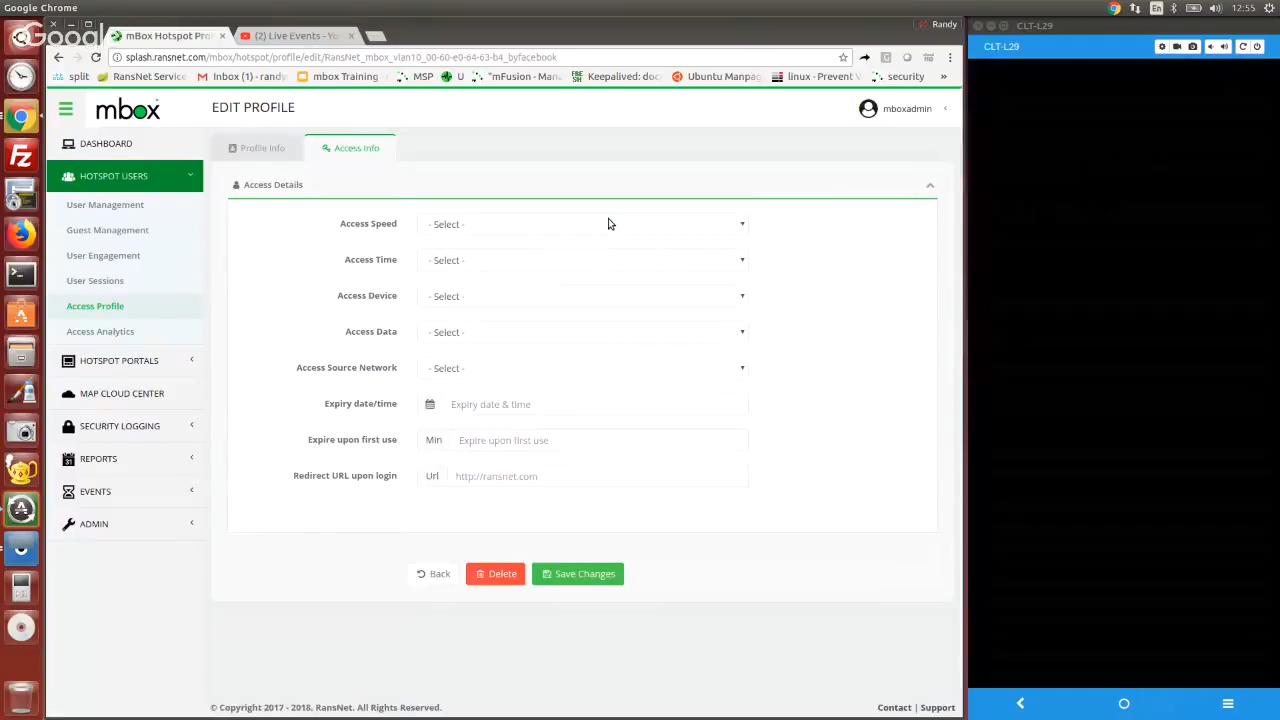 Google Chrome
En
12:55
Randy
mBox Hotspot Prof
(2) Live Events - Yo
splash.ransnet.com/mbox/hotspot/profile/edit/RansNet_mbox_vlan10_00-60-e0-64-63-b4_byfacebook
split
RansNet Service
Inbox (1) - randy
mbox Training
MSP
U
"mFusion - Mana
Keepalived: doc
Ubuntu Manpag
linux - Prevent V
security
»
mbox
EDIT PROFILE
mboxadmin
Profile Info
Access Info
DASHBOARD
HOTSPOT USERS
User Management
Guest Management
User Engagement
User Sessions
Access Profile
Access Analytics
HOTSPOT PORTALS
MAP CLOUD CENTER
SECURITY LOGGING
REPORTS
EVENTS
ADMIN
Access Details
Access Speed - Select -
Access Time - Select -
Access Device - Select -
Access Data - Select -
Access Source Network - Select -
Expiry date/time Expiry date & time
Expire upon first use Min Expire upon first use
Redirect URL upon login Url http://ransnet.com
Back
Delete
Save Changes
© Copyright 2017 - 2018. RansNet. All Rights Reserved.
Contact | Support
CLT-L29
CLT-L29